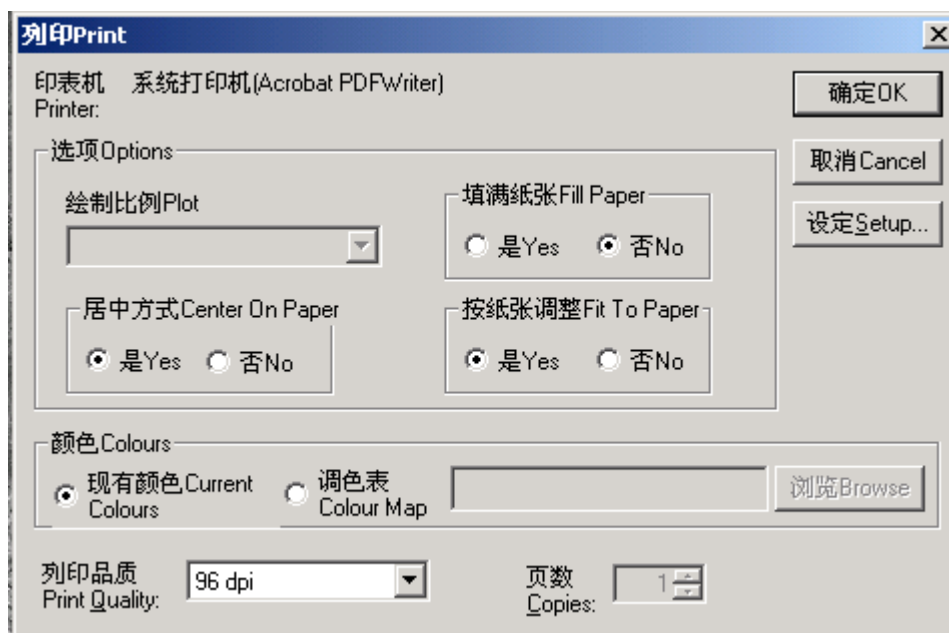 列印Print
印表机 系统打印机(Acrobat PDFWriter)
Printer:
确定OK
选项Options
取消Cancel
绘制比例Plot
填满纸张Fill Paper
设定Setup...
是Yes 否No
居中方式Center On Paper
按纸张调整Fit To Paper
是Yes 否No
是Yes 否No
颜色Colours
现有颜色Current
Colours
调色表
Colour Map
浏览Browse
列印品质
Print Quality:
96 dpi
页数
Copies:
1